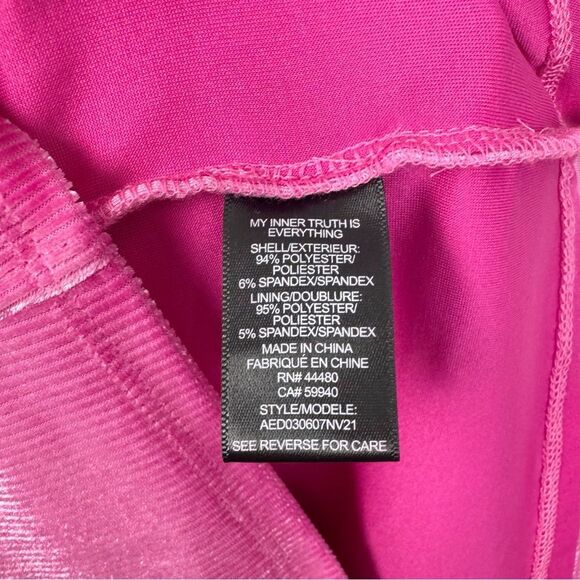 MY INNER TRUTH IS
EVERYTHING
SHELL/EXTERIEUR:
94% POLYESTER/
POLIESTER
6% SPANDEX/SPANDEX
LINING/DOUBLURE:
95% POLYESTER/
POLIESTER
5% SPANDEX/SPANDEX
MADE IN CHINA
FABRIQUÉ EN CHINE
RN# 44480
CA# 59940
STYLE/MODELE:
AED030607NV21
SEE REVERSE FOR CARE